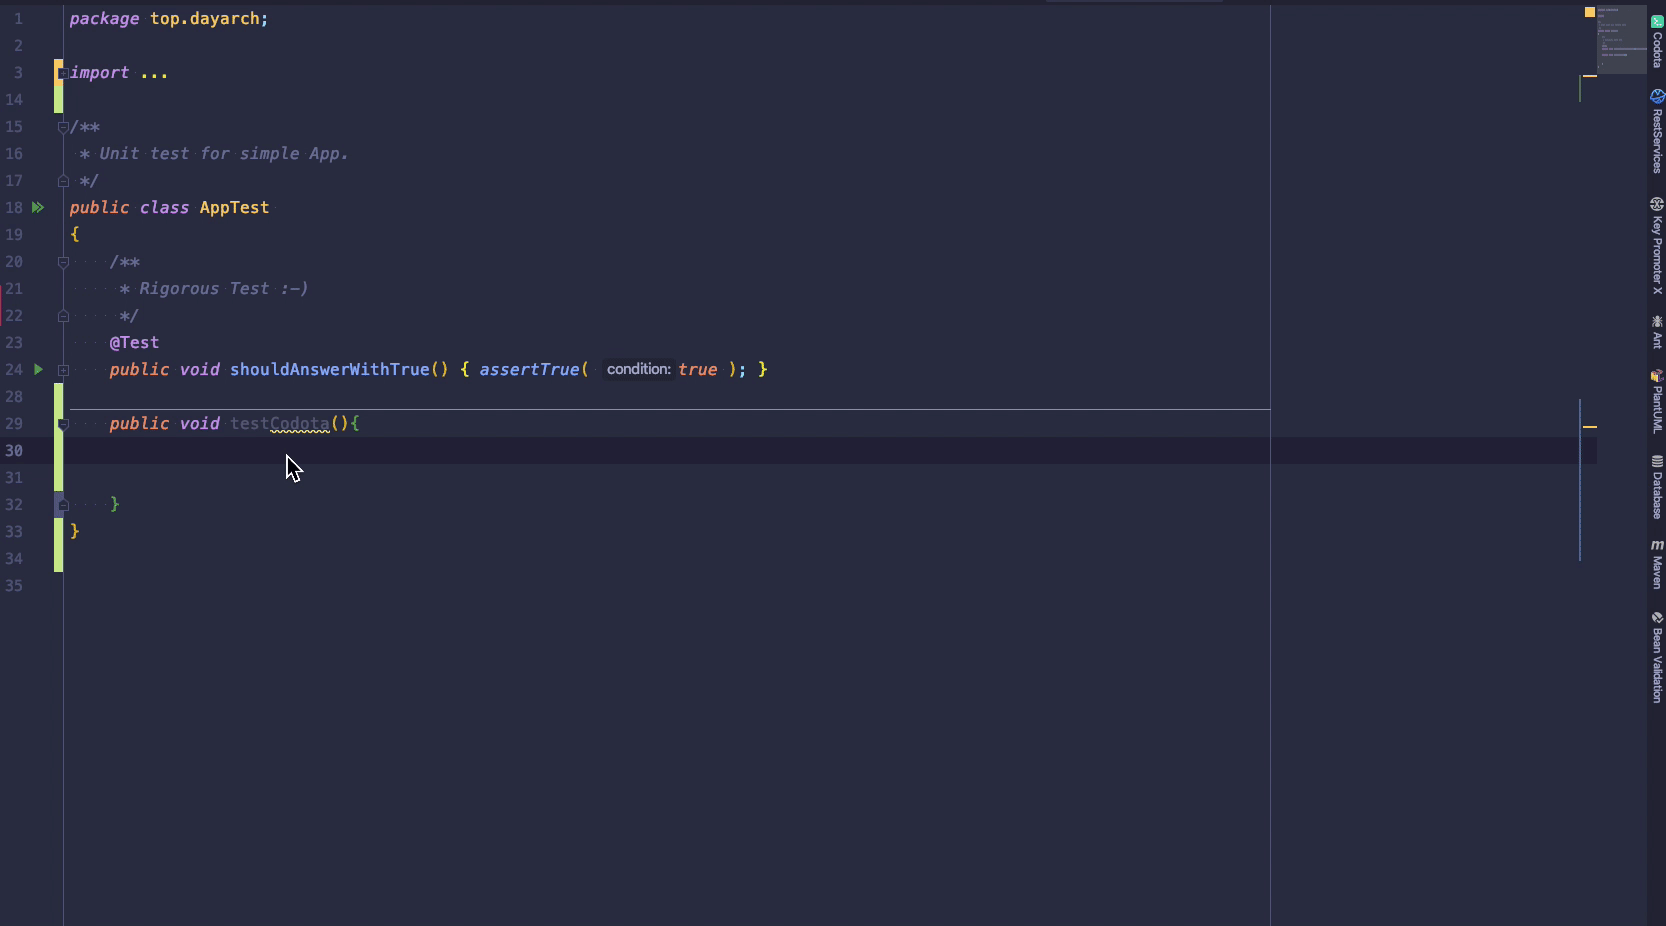 1 package top.dayarch;
2
3 import ...
14
15 /**
16 * Unit test for simple App.
17 */
18 public class AppTest
19 {
20 /**
21 * Rigorous Test :-)
22 */
23 @Test
24 public void shouldAnswerWithTrue() { assertTrue( condition: true ); }
28
29 public void testCodota(){
30
31
32 }
33 }
34
35
Codota
RestServices
Key Promoter X
Ant
PlantUML
Database
m Maven
Bean Validation